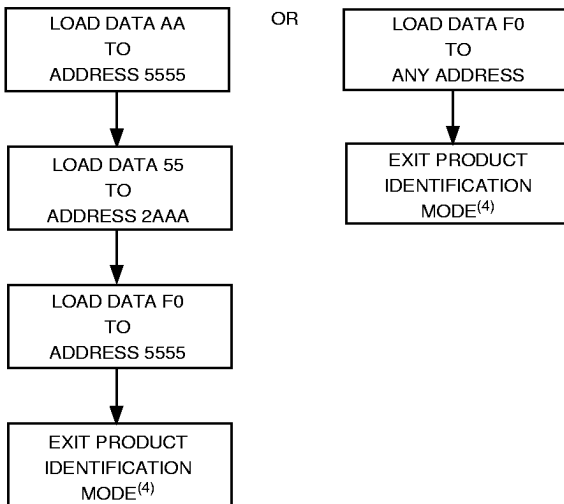 LOAD DATA AA
TO
ADDRESS 5555
LOAD DATA 55
TO
ADDRESS 2AAA
LOAD DATA F0
TO
ADDRESS 5555
EXIT PRODUCT
IDENTIFICATION
MODE(4)
OR
LOAD DATA F0
TO
ANY ADDRESS
EXIT PRODUCT
IDENTIFICATION
MODE(4)